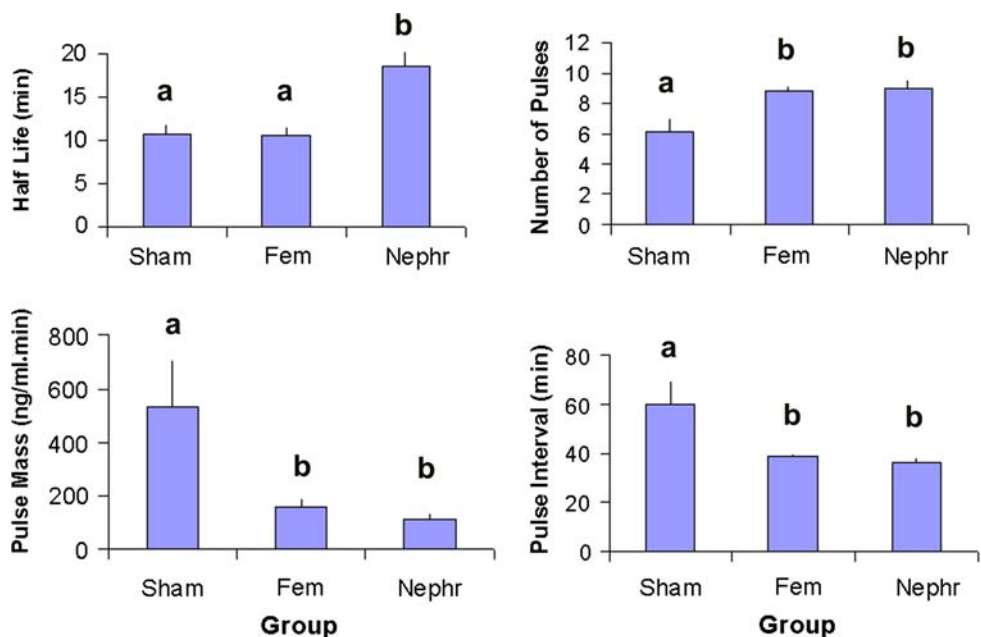 Half Life (min)
20
15
10
5
0
a
a
b
Sham Fem Nephr
Number of Pulses
12
10
8
6
4
2
0
a
b
b
Sham Fem Nephr
Pulse Mass (ng/ml.min)
800
600
400
200
0
a
b
b
Sham Fem Nephr
Group
Pulse Interval (min)
80
60
40
20
0
a
b
b
Sham Fem Nephr
Group